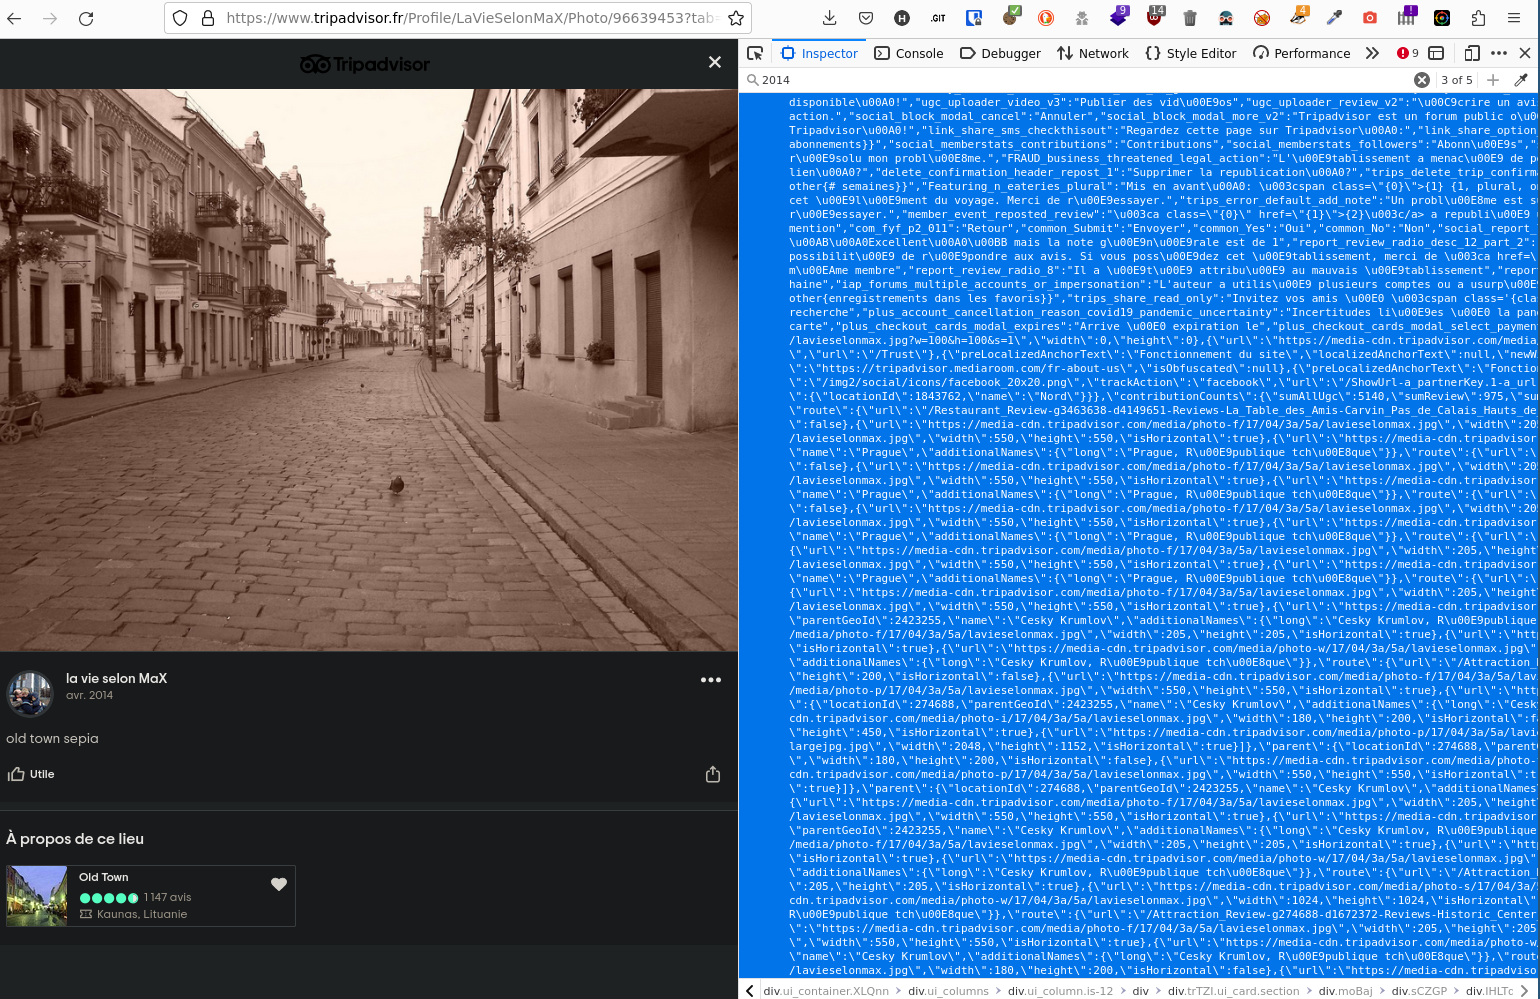 https://www.tripadvisor.fr/Profile/LaVieSelonMaX/Photo/96639453?tab=
H
.GIT
9
14
4
Tripadvisor
la vie selon MaX
avr. 2014
old town sepia
Utile
À propos de ce lieu
Old Town
1 147 avis
Kaunas, Lituanie
Inspector Console Debugger Network Style Editor Performance 9
2014 3 of 5
disponible\u00A0!","ugc_uploader_video_v3":"Publier des vid\u00E9os","ugc_uploader_review_v2":"\u00C9crire un avi
action.","social_block_modal_cancel":"Annuler","social_block_modal_more_v2":"Tripadvisor est un forum public o\u00
Tripadvisor\u00A0!","link_share_sms_checkthisout":"Regardez cette page sur Tripadvisor\u00A0:","link_share_option
abonnements}}","social_memberstats_contributions":"Contributions","social_memberstats_followers":"Abonn\u00E9s","
r\u00E9solu mon probl\u00E8me.","FRAUD_business_threatened_legal_action":"L'\u00E9tablissement a menac\u00E9 de p
lien\u00A0?","delete_confirmation_header_repost_1":"Supprimer la republication\u00A0?","trips_delete_trip_confirma
other{# semaines}}","Featuring_n_eateries_plural":"Mis en avant\u00A0: \u003cspan class=\"{0}\">{1} {1, plural, o
cet \u00E9l\u00E9ment du voyage. Merci de r\u00E9essayer.","trips_error_default_add_note":"Un probl\u00E8me est s
r\u00E9essayer.","member_event_reposted_review":"\u003ca class=\"{0}\" href=\"{1}\">{2}\u003c/a> a republi\u00E9
mention","com_fyf_p2_011":"Retour","common_Submit":"Envoyer","common_Yes":"Oui","common_No":"Non","social_report_
\u00AB\u00A0Excellent\u00A0\u00BB mais la note g\u00E9n\u00E9rale est de 1","report_review_radio_desc_12_part_2":
possibilit\u00E9 de r\u00E9pondre aux avis. Si vous poss\u00E9dez cet \u00E9tablissement, merci de \u003ca href=\
m\u00EAme membre","report_review_radio_8":"Il a \u00E9t\u00E9 attribu\u00E9 au mauvais \u00E9tablissement","repor
haine","iap_forums_multiple_accounts_or_impersonation":"L'auteur a utilis\u00E9 plusieurs comptes ou a usurp\u00E
other{enregistrements dans les favoris}}","trips_share_read_only":"Invitez vos amis \u00E0 \u003cspan class='{cla
recherche","plus_account_cancellation_reason_covid19_pandemic_uncertainty":"Incertitudes li\u00E9es \u00E0 la pan
carte","plus_checkout_cards_modal_expires":"Arrive \u00E0 expiration le","plus_checkout_cards_modal_select_paymen
/lavieselonmax.jpg?w=100&h=100&s=1\",\"width\":0,\"height\":0},{\"url\":\"https://media-cdn.tripadvisor.com/media
\",\"url\":\"/Trust\"},{\"preLocalizedAnchorText\":\"Fonctionnement du site\",\"localizedAnchorText\":null,\"newW
\":\"https://tripadvisor.mediaroom.com/fr-about-us\",\"isObfuscated\":null},{\"preLocalizedAnchorText\":\"Fonctio
\":\"/img2/social/icons/facebook_20x20.png\",\"trackAction\":\"facebook\",\"url\":\"/ShowUrl-a_partnerKey.1-a_url
\":{\"locationId\":1843762,\"name\":\"Nord\"}}},\"contributionCounts\":{\"sumAllUgc\":5140,\"sumReview\":975,\"su
\"route\":{\"url\":\"/Restaurant_Review-g3463638-d4149651-Reviews-La_Table_des_Amis-Carvin_Pas_de_Calais_Hauts_de
\":false},{\"url\":\"https://media-cdn.tripadvisor.com/media/photo-f/17/04/3a/5a/lavieselonmax.jpg\",\"width\":20
/lavieselonmax.jpg\",\"width\":550,\"height\":550,\"isHorizontal\":true},{\"url\":\"https://media-cdn.tripadvisor
\"name\":\"Prague\",\"additionalNames\":{\"long\":\"Prague, R\u00E9publique tch\u00E8que\"}},\"route\":{\"url\":\
\":false},{\"url\":\"https://media-cdn.tripadvisor.com/media/photo-f/17/04/3a/5a/lavieselonmax.jpg\",\"width\":20
/lavieselonmax.jpg\",\"width\":550,\"height\":550,\"isHorizontal\":true},{\"url\":\"https://media-cdn.tripadvisor
\"name\":\"Prague\",\"additionalNames\":{\"long\":\"Prague, R\u00E9publique tch\u00E8que\"}},\"route\":{\"url\":\
\":false},{\"url\":\"https://media-cdn.tripadvisor.com/media/photo-f/17/04/3a/5a/lavieselonmax.jpg\",\"width\":20
/lavieselonmax.jpg\",\"width\":550,\"height\":550,\"isHorizontal\":true},{\"url\":\"https://media-cdn.tripadvisor
\"name\":\"Prague\",\"additionalNames\":{\"long\":\"Prague, R\u00E9publique tch\u00E8que\"}},\"route\":{\"url\":\
{\"url\":\"https://media-cdn.tripadvisor.com/media/photo-f/17/04/3a/5a/lavieselonmax.jpg\",\"width\":205,\"height
/lavieselonmax.jpg\",\"width\":550,\"height\":550,\"isHorizontal\":true},{\"url\":\"https://media-cdn.tripadvisor
\"name\":\"Prague\",\"additionalNames\":{\"long\":\"Prague, R\u00E9publique tch\u00E8que\"}},\"route\":{\"url\":\
{\"url\":\"https://media-cdn.tripadvisor.com/media/photo-f/17/04/3a/5a/lavieselonmax.jpg\",\"width\":205,\"height
/lavieselonmax.jpg\",\"width\":550,\"height\":550,\"isHorizontal\":true},{\"url\":\"https://media-cdn.tripadvisor
\"parentGeoId\":2423255,\"name\":\"Cesky Krumlov\",\"additionalNames\":{\"long\":\"Cesky Krumlov, R\u00E9publique
/media/photo-f/17/04/3a/5a/lavieselonmax.jpg\",\"width\":205,\"height\":205,\"isHorizontal\":true},{\"url\":\"htt
\"isHorizontal\":true},{\"url\":\"https://media-cdn.tripadvisor.com/media/photo-w/17/04/3a/5a/lavieselonmax.jpg\"
\"additionalNames\":{\"long\":\"Cesky Krumlov, R\u00E9publique tch\u00E8que\"}},\"route\":{\"url\":\"/Attraction_
\"height\":200,\"isHorizontal\":false},{\"url\":\"https://media-cdn.tripadvisor.com/media/photo-f/17/04/3a/5a/lav
/media/photo-p/17/04/3a/5a/lavieselonmax.jpg\",\"width\":550,\"height\":550,\"isHorizontal\":true},{\"url\":\"htt
\":{\"locationId\":274688,\"parentGeoId\":2423255,\"name\":\"Cesky Krumlov\",\"additionalNames\":{\"long\":\"Cesk
cdn.tripadvisor.com/media/photo-i/17/04/3a/5a/lavieselonmax.jpg\",\"width\":180,\"height\":200,\"isHorizontal\":f
\"height\":450,\"isHorizontal\":true},{\"url\":\"https://media-cdn.tripadvisor.com/media/photo-p/17/04/3a/5a/lavi
largejpg.jpg\",\"width\":2048,\"height\":1152,\"isHorizontal\":true}]},\"parent\":{\"locationId\":274688,\"parent
\",\"width\":180,\"height\":200,\"isHorizontal\":false},{\"url\":\"https://media-cdn.tripadvisor.com/media/photo-
cdn.tripadvisor.com/media/photo-p/17/04/3a/5a/lavieselonmax.jpg\",\"width\":550,\"height\":550,\"isHorizontal\":t
\":true}]},\"parent\":{\"locationId\":274688,\"parentGeoId\":2423255,\"name\":\"Cesky Krumlov\",\"additionalNames
{\"url\":\"https://media-cdn.tripadvisor.com/media/photo-f/17/04/3a/5a/lavieselonmax.jpg\",\"width\":205,\"height
/lavieselonmax.jpg\",\"width\":550,\"height\":550,\"isHorizontal\":true},{\"url\":\"https://media-cdn.tripadvisor
\"parentGeoId\":2423255,\"name\":\"Cesky Krumlov\",\"additionalNames\":{\"long\":\"Cesky Krumlov, R\u00E9publique
/media/photo-f/17/04/3a/5a/lavieselonmax.jpg\",\"width\":205,\"height\":205,\"isHorizontal\":true},{\"url\":\"htt
\"isHorizontal\":true},{\"url\":\"https://media-cdn.tripadvisor.com/media/photo-w/17/04/3a/5a/lavieselonmax.jpg\"
\"additionalNames\":{\"long\":\"Cesky Krumlov, R\u00E9publique tch\u00E8que\"}},\"route\":{\"url\":\"/Attraction_
\":205,\"height\":205,\"isHorizontal\":true},{\"url\":\"https://media-cdn.tripadvisor.com/media/photo-s/17/04/3a/5
/media/photo-w/17/04/3a/5a/lavieselonmax.jpg\",\"width\":1024,\"height\":1024,\"isHorizontal\":true
R\u00E9publique tch\u00E8que\"}},\"route\":{\"url\":\"/Attraction_Review-g274688-d1672372-Reviews-Historic_Center
\":\"https://media-cdn.tripadvisor.com/media/photo-f/17/04/3a/5a/lavieselonmax.jpg\",\"width\":205,\"height\":205
\",\"width\":550,\"height\":550,\"isHorizontal\":true},{\"url\":\"https://media-cdn.tripadvisor.com/media/photo-w
\"name\":\"Cesky Krumlov\",\"additionalNames\":{\"long\":\"Cesky Krumlov, R\u00E9publique tch\u00E8que\"}},\"rout
/lavieselonmax.jpg\",\"width\":180,\"height\":200,\"isHorizontal\":false},{\"url\":\"https://media-cdn.tripadvisor
div.ui_container.XLQnn div.ui_columns div.ui_column.is-12 div div.trTZI.ui_card.section div.moBaj div.sCZGP div.IHLTc